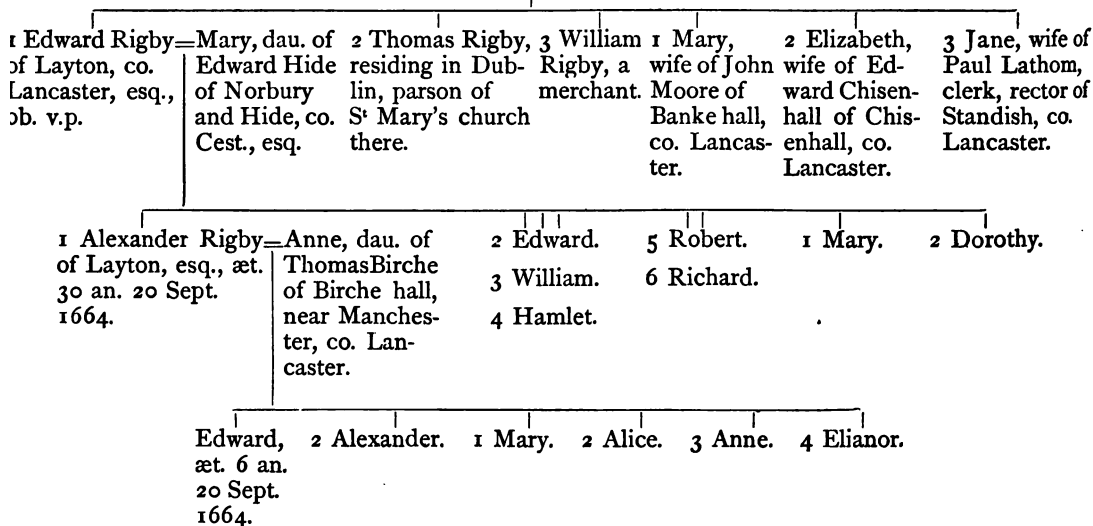 1 Edward Rigby=Mary, dau. of
of Layton, co.
Lancaster, esq.,
ob. v.p.
Edward Hide
of Norbury
and Hide, co.
Cest., esq.
2 Thomas Rigby,
residing in Dub-
lin, parson of
Sᵗ Mary's church
there.
3 William
Rigby, a
merchant.
1 Mary,
wife of John
Moore of
Banke hall,
co. Lancas-
ter.
2 Elizabeth,
wife of Ed-
ward Chisen-
hall of Chis-
enhall, co.
Lancaster.
3 Jane, wife of
Paul Lathom,
clerk, rector of
Standish, co.
Lancaster.
1 Alexander Rigby=Anne, dau. of
of Layton, esq., æt.
30 an. 20 Sept.
1664.
ThomasBirche
of Birche hall,
near Manches-
ter, co. Lan-
caster.
2 Edward.
3 William.
4 Hamlet.
5 Robert.
6 Richard.
1 Mary.
2 Dorothy.
Edward,
æt. 6 an.
20 Sept.
1664.
2 Alexander.
1 Mary.
2 Alice.
3 Anne.
4 Elianor.